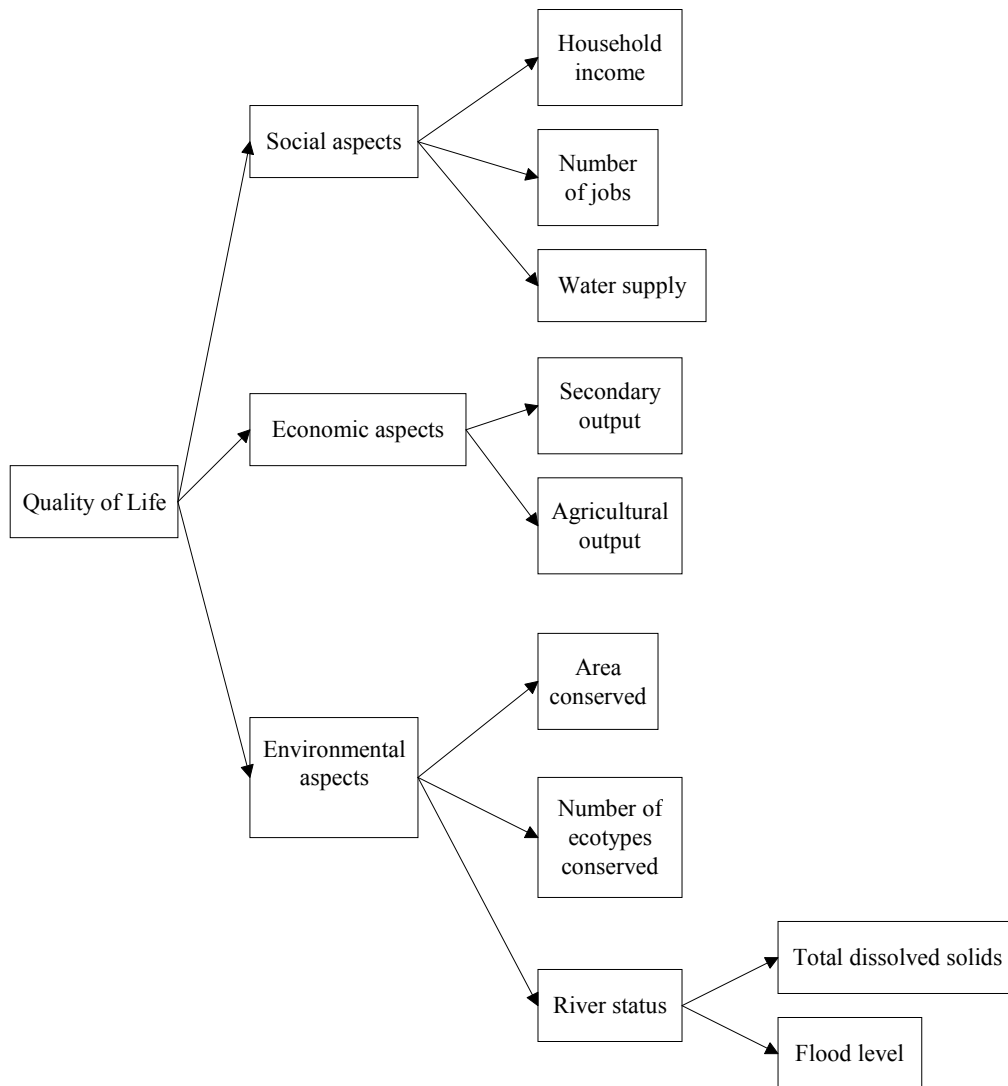 Household
income
Social aspects
Number
of jobs
Water supply
Secondary
output
Economic aspects
Quality of Life
Agricultural
output
Area
conserved
Environmental
aspects
Number of
ecotypes
conserved
Total dissolved solids
River status
Flood level